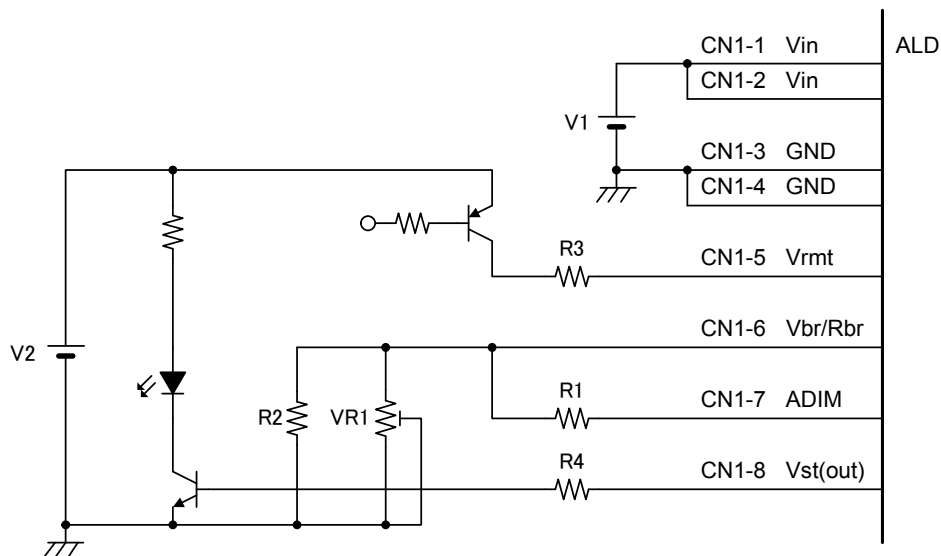 CN1-1 Vin ALD
CN1-2 Vin
V1
CN1-3 GND
CN1-4 GND
R3 CN1-5 Vrmt
CN1-6 Vbr/Rbr
V2
R2 VR1 R1 CN1-7 ADIM
R4 CN1-8 Vst(out)